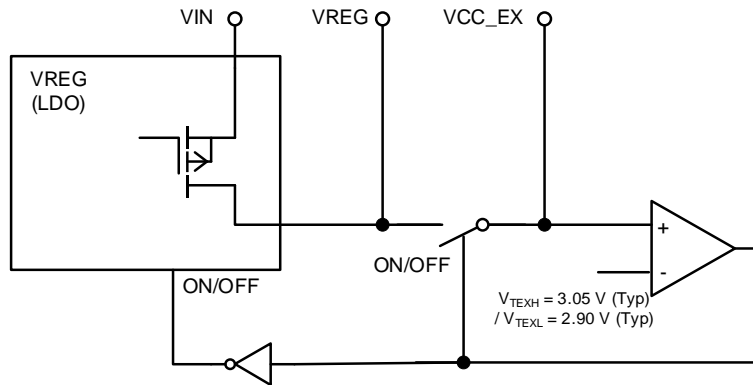 VIN
VREG
VCC_EX
VREG
(LDO)
+
ON/OFF
-
ON/OFF
VTEXH = 3.05 V (Typ)
/ VTEXL = 2.90 V (Typ)